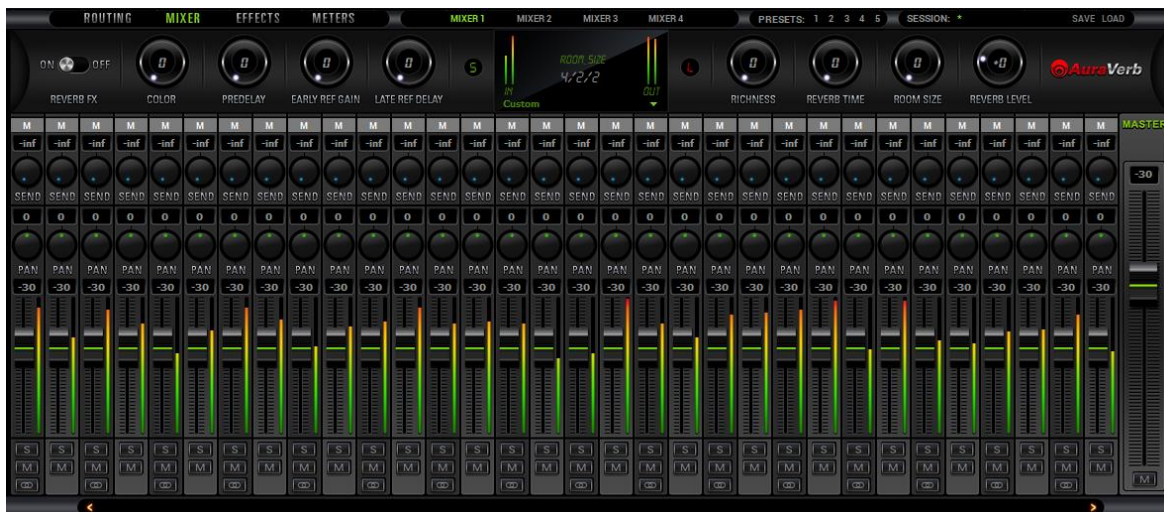 ROUTING MIXER EFFECTS METERS MIXER 1 MIXER 2 MIXER 3 MIXER 4 PRESETS: 1 2 3 4 5 SESSION: * SAVE LOAD
ON OFF 0 0 0 0 S ROOM SIZE 4/2/2 L 0 0 0 +0 AuraVerb
IN OUT
REVERB FX COLOR PREDELAY EARLY REF GAIN LATE REF DELAY Custom RICHNESS REVERB TIME ROOM SIZE REVERB LEVEL
M M M M M M M M M M M M M M M M M M M M M M M M M M M M M M M M MASTER
-inf -inf -inf -inf -inf -inf -inf -inf -inf -inf -inf -inf -inf -inf -inf -inf -inf -inf -inf -inf -inf -inf -inf -inf -inf -inf -inf -inf -inf -inf -inf -inf
-30
SEND SEND SEND SEND SEND SEND SEND SEND SEND SEND SEND SEND SEND SEND SEND SEND SEND SEND SEND SEND SEND SEND SEND SEND SEND SEND SEND SEND SEND SEND SEND SEND
0 0 0 0 0 0 0 0 0 0 0 0 0 0 0 0 0 0 0 0 0 0 0 0 0 0 0 0 0 0 0 0
PAN PAN PAN PAN PAN PAN PAN PAN PAN PAN PAN PAN PAN PAN PAN PAN PAN PAN PAN PAN PAN PAN PAN PAN PAN PAN PAN PAN PAN PAN PAN PAN
-30 -30 -30 -30 -30 -30 -30 -30 -30 -30 -30 -30 -30 -30 -30 -30 -30 -30 -30 -30 -30 -30 -30 -30 -30 -30 -30 -30 -30 -30 -30 -30
S S S S S S S S S S S S S S S S S S S S S S S S S S S S S S S S
M M M M M M M M M M M M M M M M M M M M M M M M M M M M M M M M
M